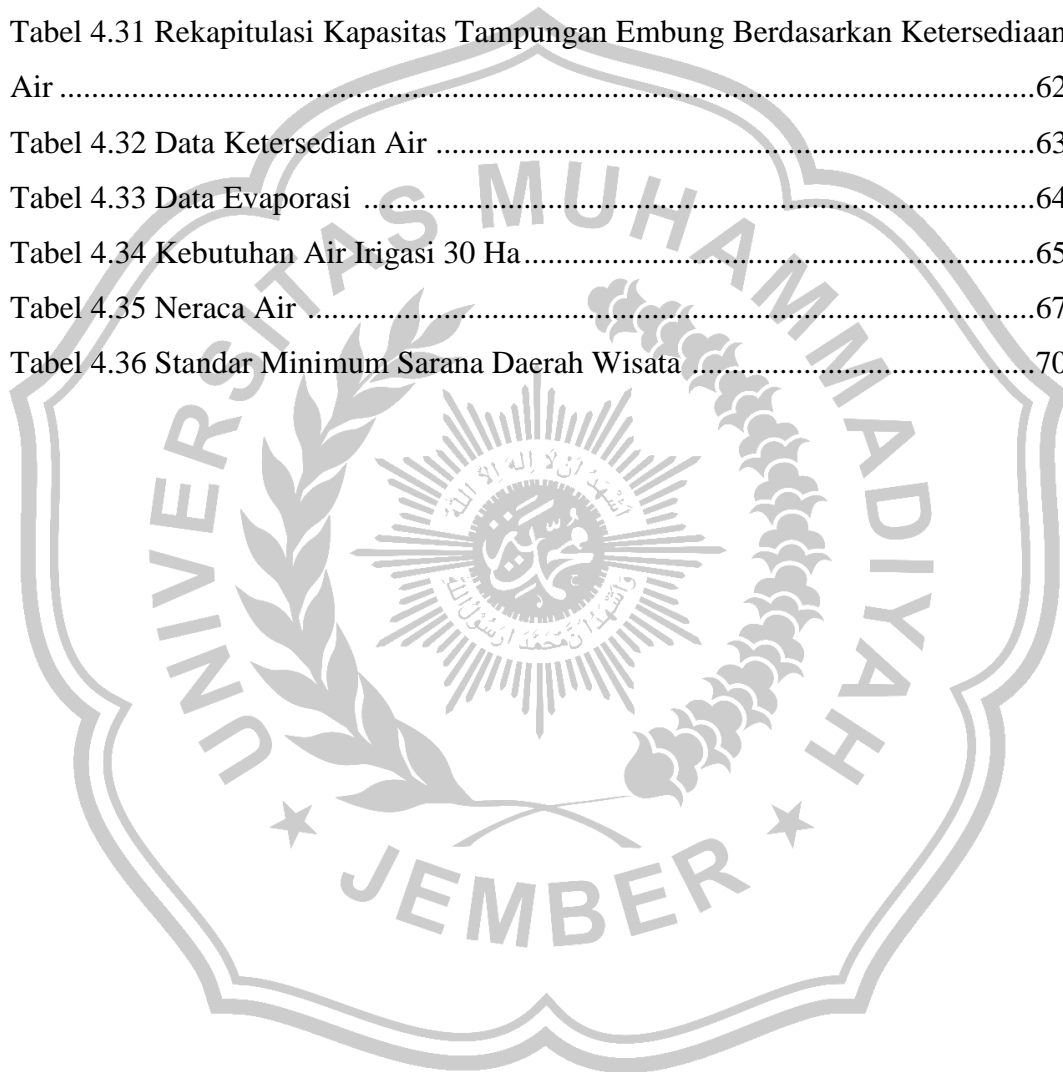 Tabel 4.31 Rekapitulasi Kapasitas Tampungan Embung Berdasarkan Ketersediaan
Air ........................................................................................................................62
Tabel 4.32 Data Ketersedian Air ..........................................................................63
Tabel 4.33 Data Evaporasi ...................................................................................64
Tabel 4.34 Kebutuhan Air Irigasi 30 Ha...............................................................65
Tabel 4.35 Neraca Air ..........................................................................................67
Tabel 4.36 Standar Minimum Sarana Daerah Wisata ...........................................70
UNIVERSITAS MUHAMMADIYAH
JEMBER